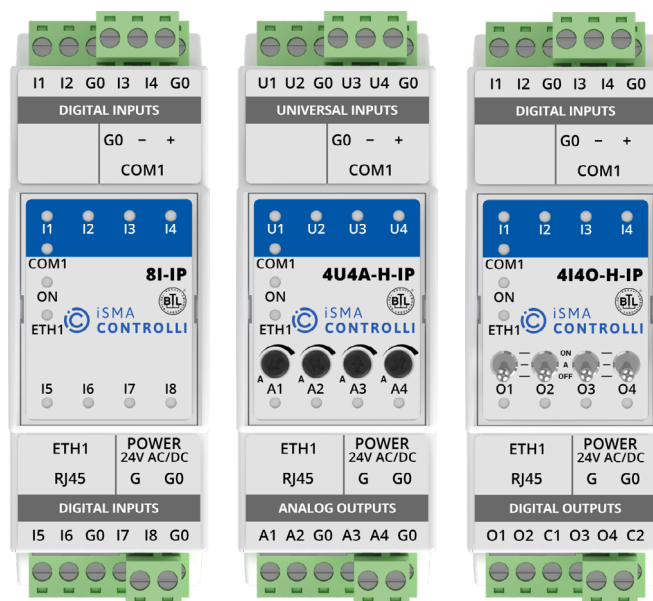 I1 I2 G0 I3 I4 G0
DIGITAL INPUTS
G0 − +
COM1
I1 I2 I3 I4
COM1
8I-IP
ON
BTL
ETH1
iSMA
CONTROLLI
I5 I6 I7 I8
ETH1
POWER
24V AC/DC
RJ45
G G0
DIGITAL INPUTS
I5 I6 G0 I7 I8 G0
U1 U2 G0 U3 U4 G0
UNIVERSAL INPUTS
G0 − +
COM1
U1 U2 U3 U4
COM1
4U4A-H-IP
ON
BTL
ETH1
iSMA
CONTROLLI
A A A A
A1 A2 A3 A4
ETH1
POWER
24V AC/DC
RJ45
G G0
ANALOG OUTPUTS
A1 A2 G0 A3 A4 G0
I1 I2 G0 I3 I4 G0
DIGITAL INPUTS
G0 − +
COM1
I1 I2 I3 I4
COM1
4I4O-H-IP
ON
BTL
ETH1
iSMA
CONTROLLI
ON
A
OFF
O1 O2 O3 O4
ETH1
POWER
24V AC/DC
RJ45
G G0
DIGITAL OUTPUTS
O1 O2 C1 O3 O4 C2